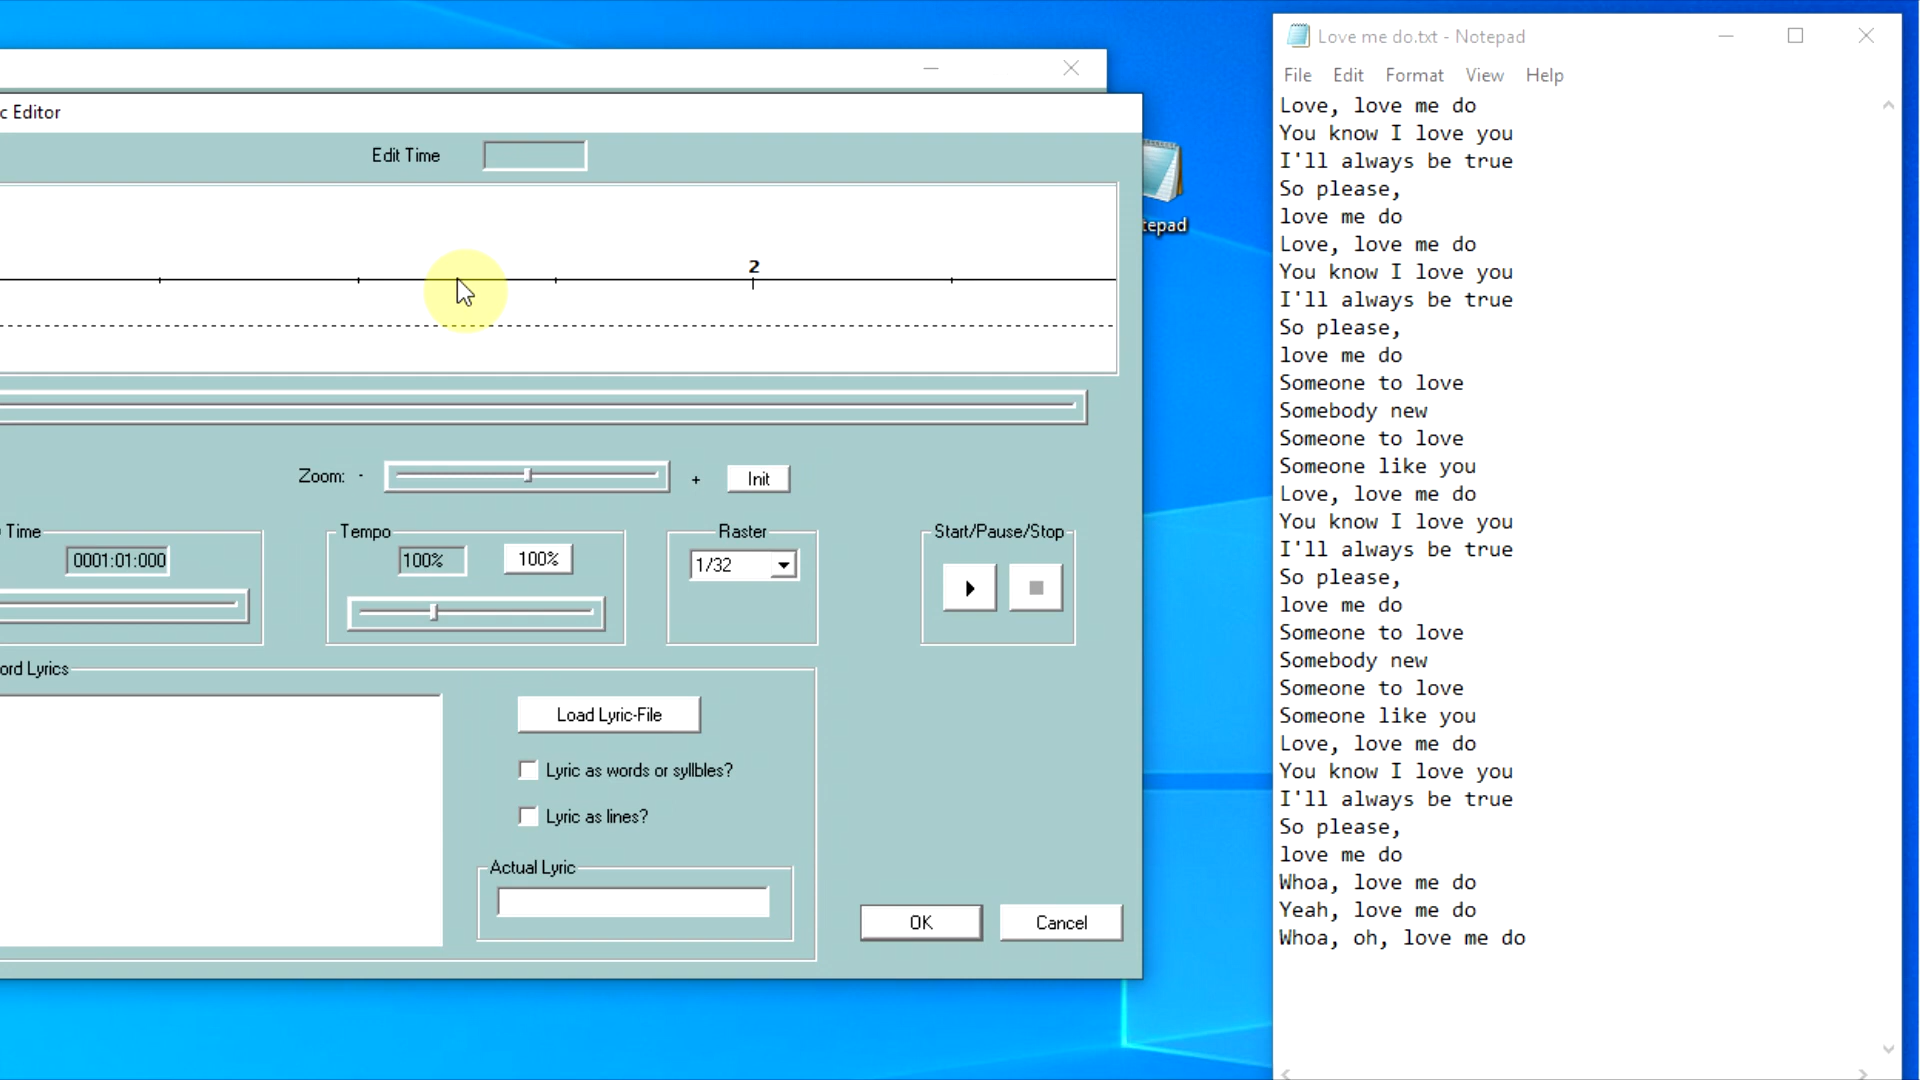 c Editor
Edit Time
2
Zoom: - + Init
Time
0001:01:000
Tempo
100% 100%
Raster
1/32
Start/Pause/Stop
ord Lyrics
Load Lyric-File
Lyric as words or syllbles?
Lyric as lines?
Actual Lyric
OK Cancel
tepad
Love me do.txt - Notepad
File Edit Format View Help
Love, love me do
You know I love you
I'll always be true
So please,
love me do
Love, love me do
You know I love you
I'll always be true
So please,
love me do
Someone to love
Somebody new
Someone to love
Someone like you
Love, love me do
You know I love you
I'll always be true
So please,
love me do
Someone to love
Somebody new
Someone to love
Someone like you
Love, love me do
You know I love you
I'll always be true
So please,
love me do
Whoa, love me do
Yeah, love me do
Whoa, oh, love me do